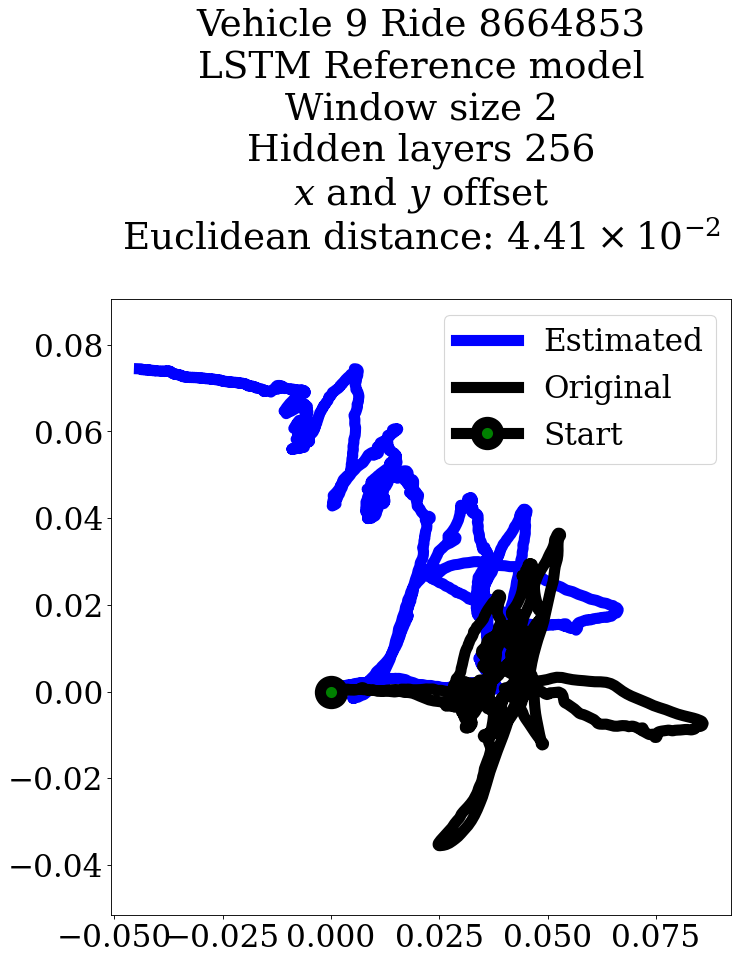 Vehicle 9 Ride 8664853
LSTM Reference model
Window size 2
Hidden layers 256
x and y offset
Euclidean distance: 4.41 × 10⁻²
Estimated
Original
Start
0.08
0.06
0.04
0.02
0.00
−0.02
−0.04
−0.050 −0.025 0.000 0.025 0.050 0.075